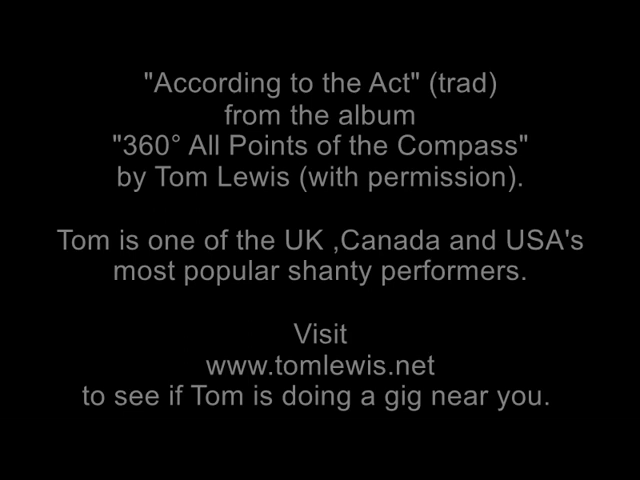 "According to the Act" (trad)
from the album
"360° All Points of the Compass"
by Tom Lewis (with permission).
Tom is one of the UK ,Canada and USA's
most popular shanty performers.
Visit
www.tomlewis.net
to see if Tom is doing a gig near you.